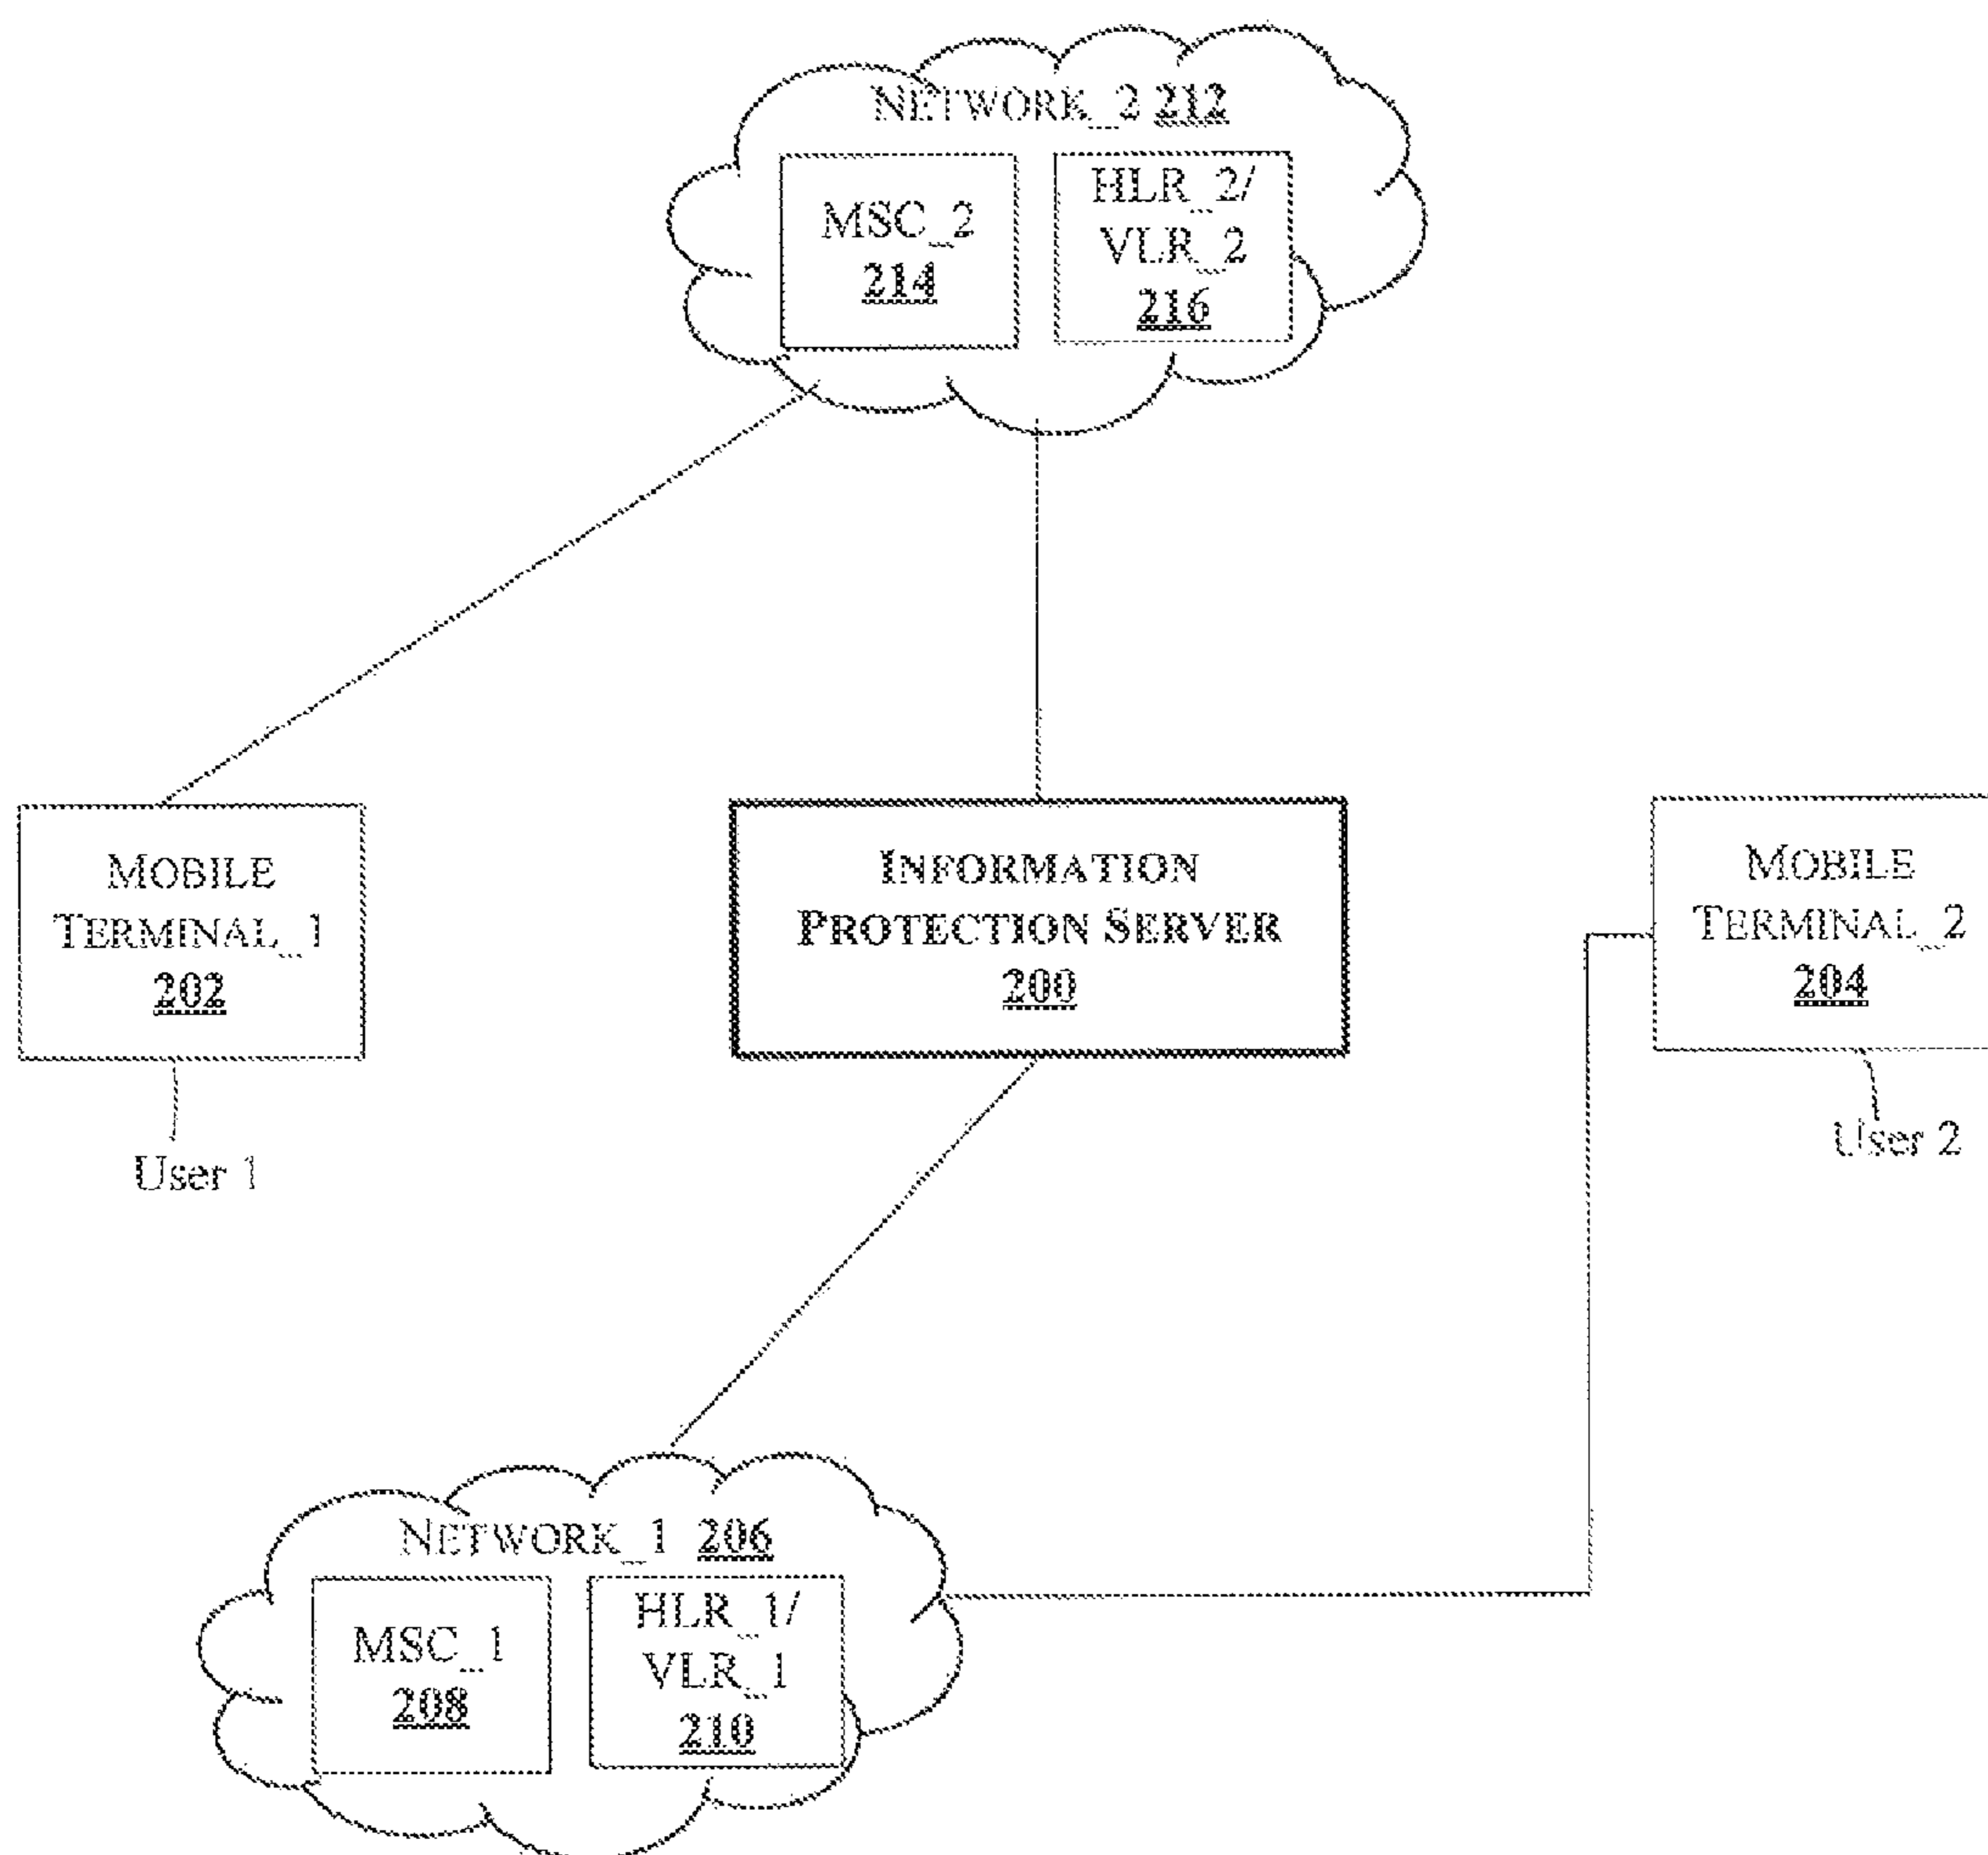 NETWORK_2 212
MSC_2
214
HLR_2/
VLR_2
216
MOBILE
TERMINAL_1
202
User 1
INFORMATION
PROTECTION SERVER
200
MOBILE
TERMINAL_2
204
User 2
NETWORK_1 206
MSC_1
208
HLR_1/
VLR_1
210